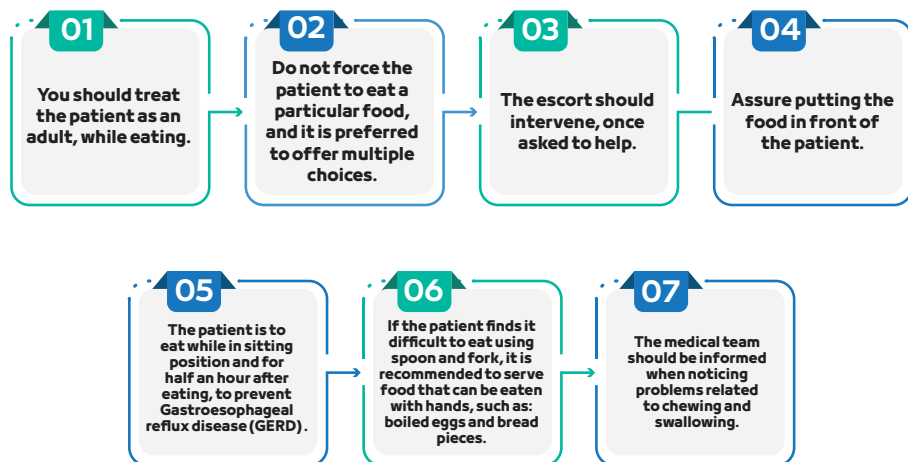 01
You should treat
the patient as an
adult, while eating.
02
Do not force the
patient to eat a
particular food,
and it is preferred
to offer multiple
choices.
03
The escort should
intervene, once
asked to help.
04
Assure putting the
food in front of
the patient.
05
The patient is to
eat while in sitting
position and for
half an hour after
eating, to prevent
Gastroesophageal
reflux disease (GERD).
06
If the patient finds it
difficult to eat using
spoon and fork, it is
recommended to serve
food that can be eaten
with hands, such as:
boiled eggs and bread
pieces.
07
The medical team
should be informed
when noticing
problems related
to chewing and
swallowing.